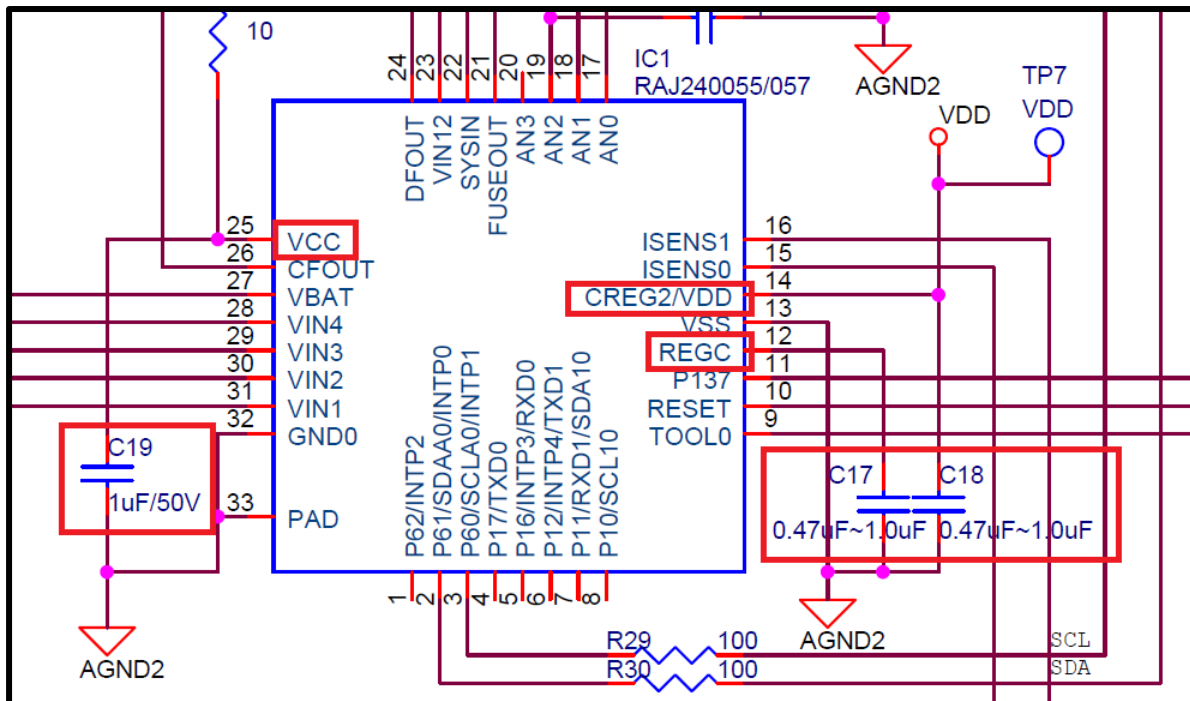 10
IC1
RAJ240055/057
AGND2
TP7
VDD
VDD
24
23
22
21
20
19
18
17
DFOUT
VIN12
SYSIN
FUSEOUT
AN3
AN2
AN1
AN0
25 VCC
26 CFOUT
27 VBAT
28 VIN4
29 VIN3
30 VIN2
31 VIN1
32 GND0
33 PAD
ISENS1 16
ISENS0 15
CREG2/VDD 14
VSS 13
REGC 12
P137 11
RESET 10
TOOL0 9
P62/INTP2
P61/SDAA0/INTP0
P60/SCLA0/INTP1
P17/TXD0
P16/INTP3/RXD0
P12/INTP4/TXD1
P11/RXD1/SDA10
P10/SCL10
1
2
3
4
5
6
7
8
C19
1uF/50V
AGND2
C17
0.47uF~1.0uF
C18
0.47uF~1.0uF
AGND2
R29 100 SCL
R30 100 SDA